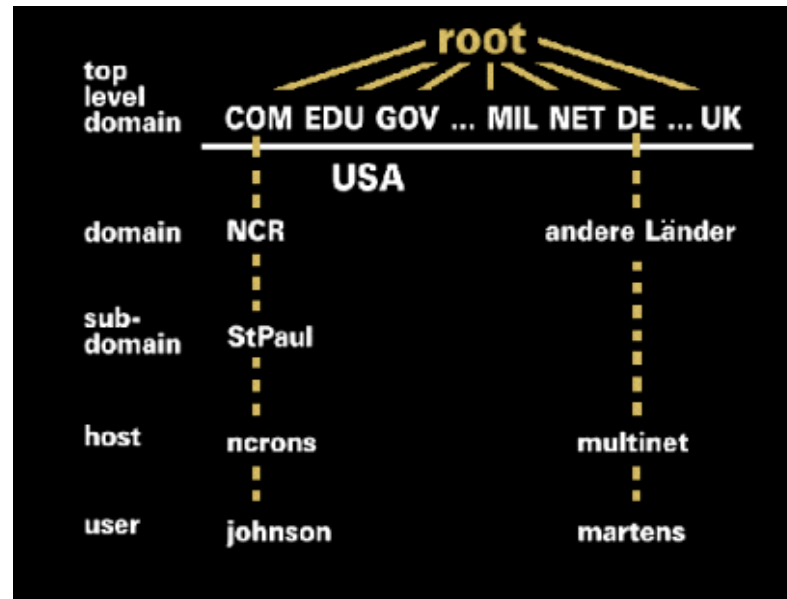 root
top
level
domain COM EDU GOV ... MIL NET DE ... UK
USA
domain NCR andere Länder
sub-
domain StPaul
host ncrons multinet
user johnson martens